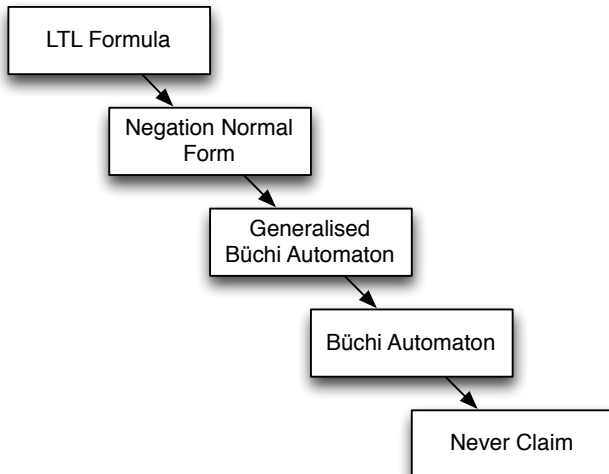 LTL Formula
Negation Normal
Form
Generalised
Büchi Automaton
Büchi Automaton
Never Claim